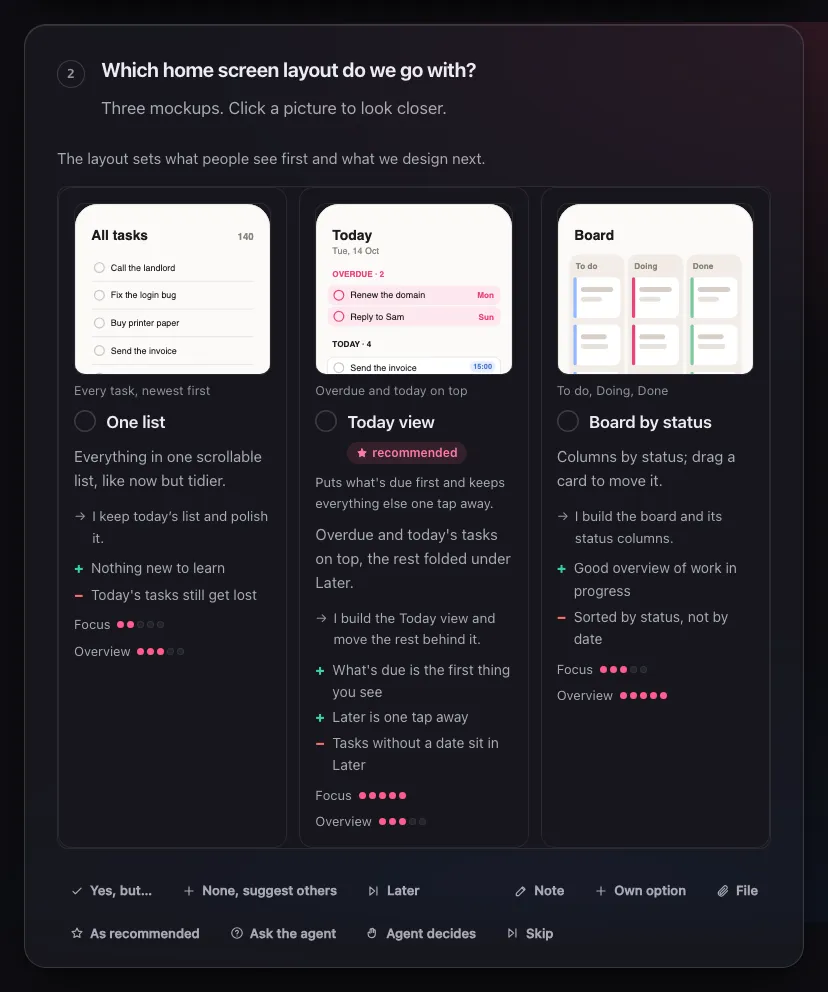 2
Which home screen layout do we go with?
Three mockups. Click a picture to look closer.
The layout sets what people see first and what we design next.
All tasks
140
Call the landlord
Fix the login bug
Buy printer paper
Send the invoice
Every task, newest first
One list
Everything in one scrollable
list, like now but tidier.
→ I keep today's list and polish
it.
+ Nothing new to learn
− Today's tasks still get lost
Focus
Overview
Today
Tue, 14 Oct
OVERDUE · 2
Renew the domain Mon
Reply to Sam Sun
TODAY · 4
Send the invoice 15:00
Overdue and today on top
Today view
★ recommended
Puts what's due first and keeps
everything else one tap away.
Overdue and today's tasks
on top, the rest folded under
Later.
→ I build the Today view and
move the rest behind it.
+ What's due is the first thing
you see
+ Later is one tap away
− Tasks without a date sit in
Later
Focus
Overview
Board
To do Doing Done
To do, Doing, Done
Board by status
Columns by status; drag a
card to move it.
→ I build the board and its
status columns.
+ Good overview of work in
progress
− Sorted by status, not by
date
Focus
Overview
Yes, but... None, suggest others Later Note Own option File
As recommended Ask the agent Agent decides Skip